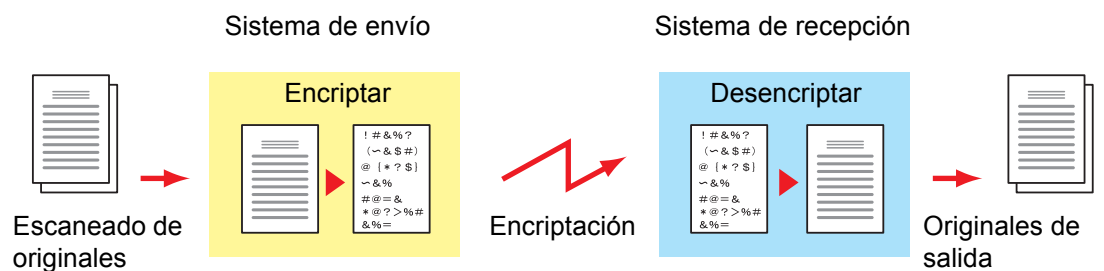 Sistema de envío
Sistema de recepción
Encriptar
Desencriptar
!#&%?
(∽&$#)
@{*?$}
∽&%
#@=&
*@?>%#
&%=
!#&%?
(∽&$#)
@{*?$}
∽&%
#@=&
*@?>%#
&%=
Escaneado de
originales
Encriptación
Originales de
salida